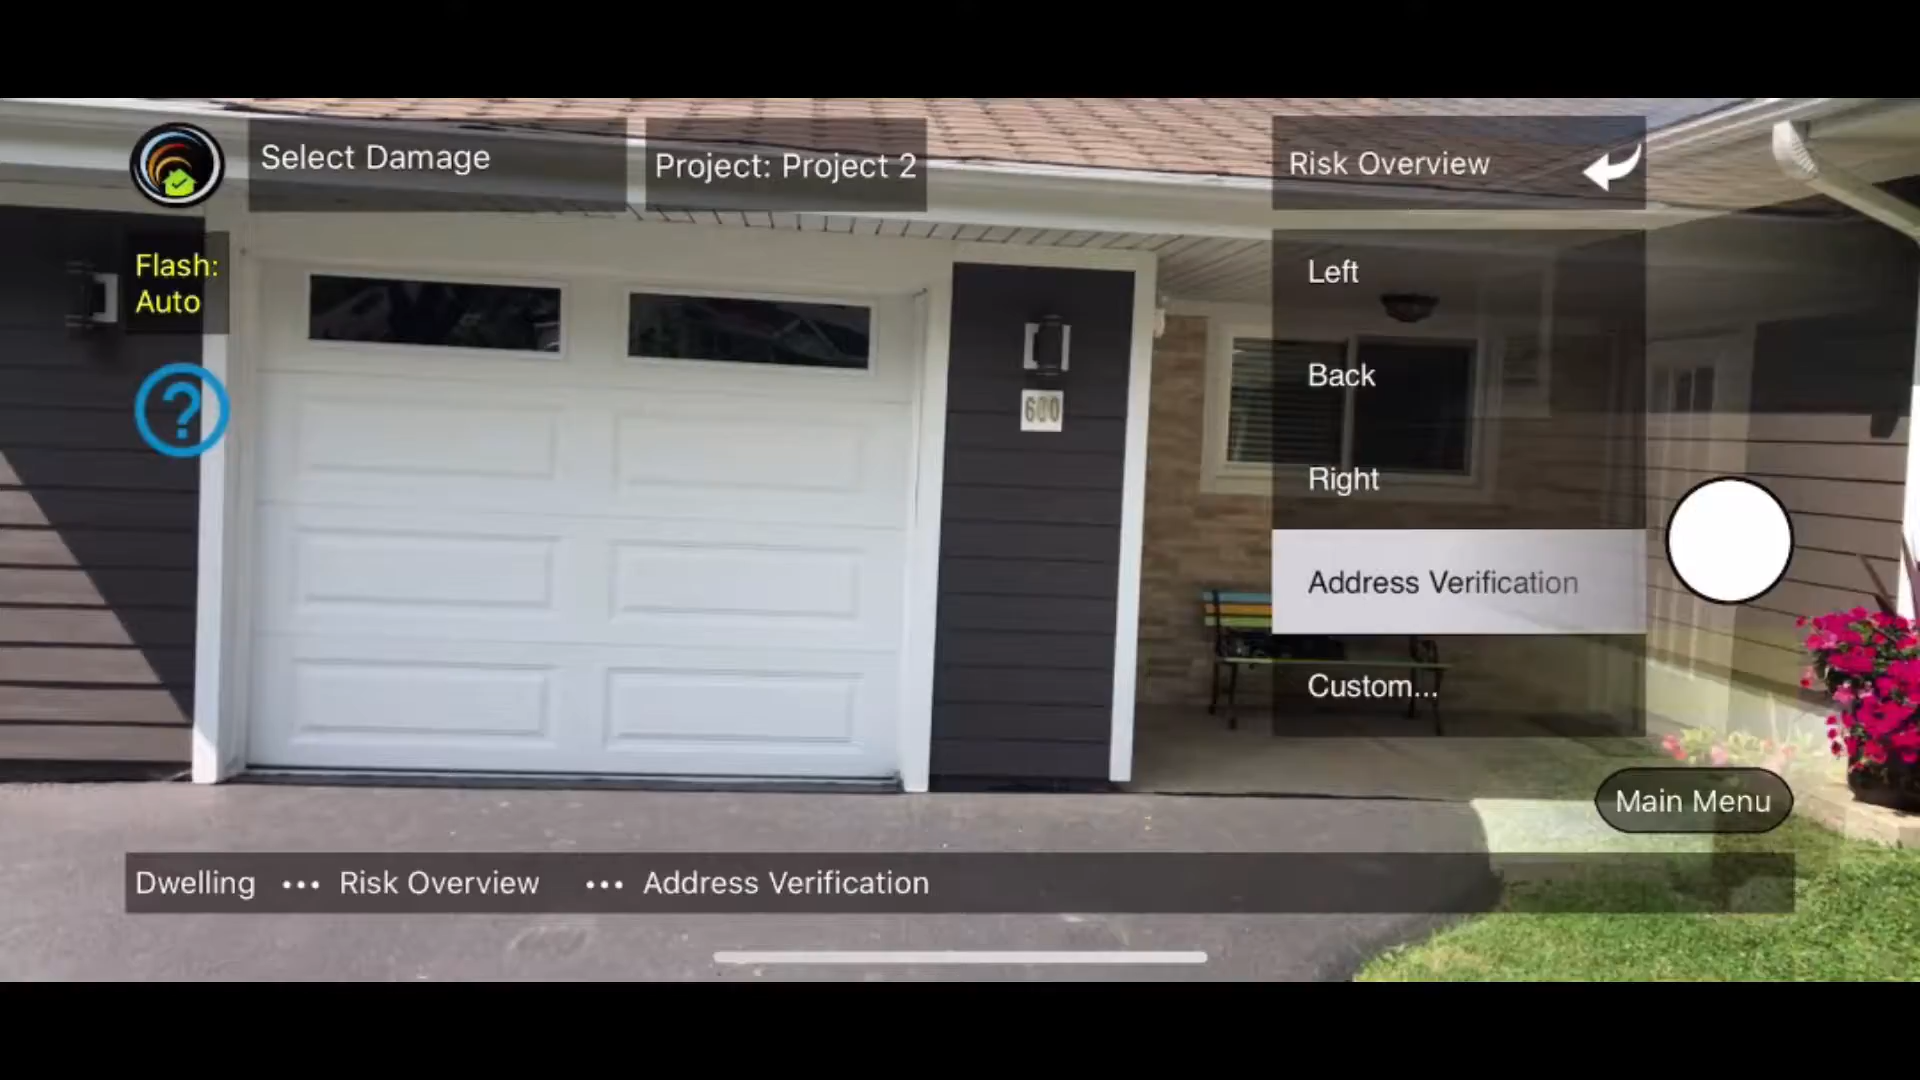 Select Damage
Project: Project 2
Risk Overview
Flash:
Auto
?
Left
Back
600
Right
Address Verification
Custom...
Main Menu
Dwelling ... Risk Overview ... Address Verification